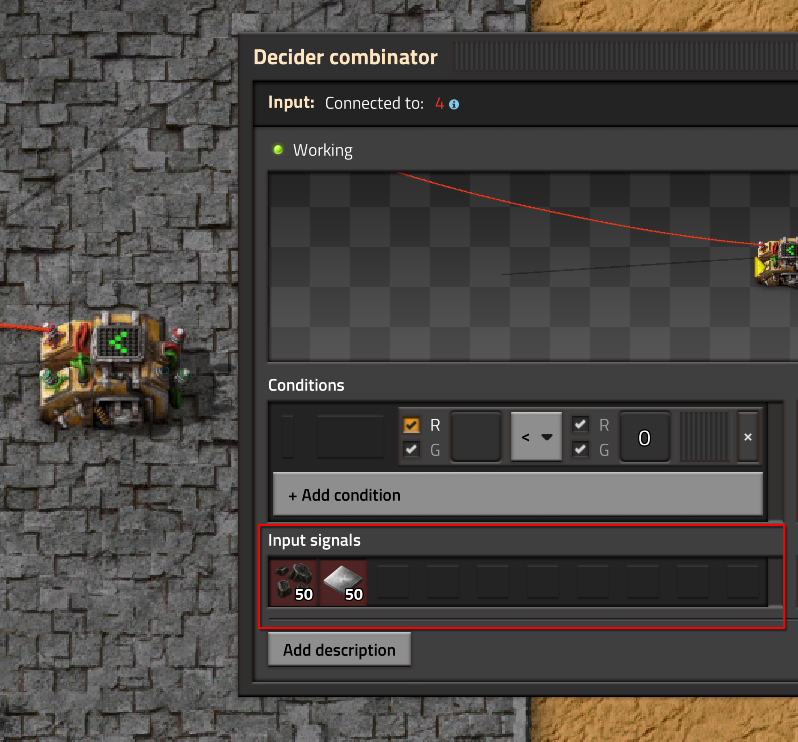 Decider combinator
Input: Connected to: 4
Working
Conditions
R < R 0
G G
+ Add condition
Input signals
50 50
Add description